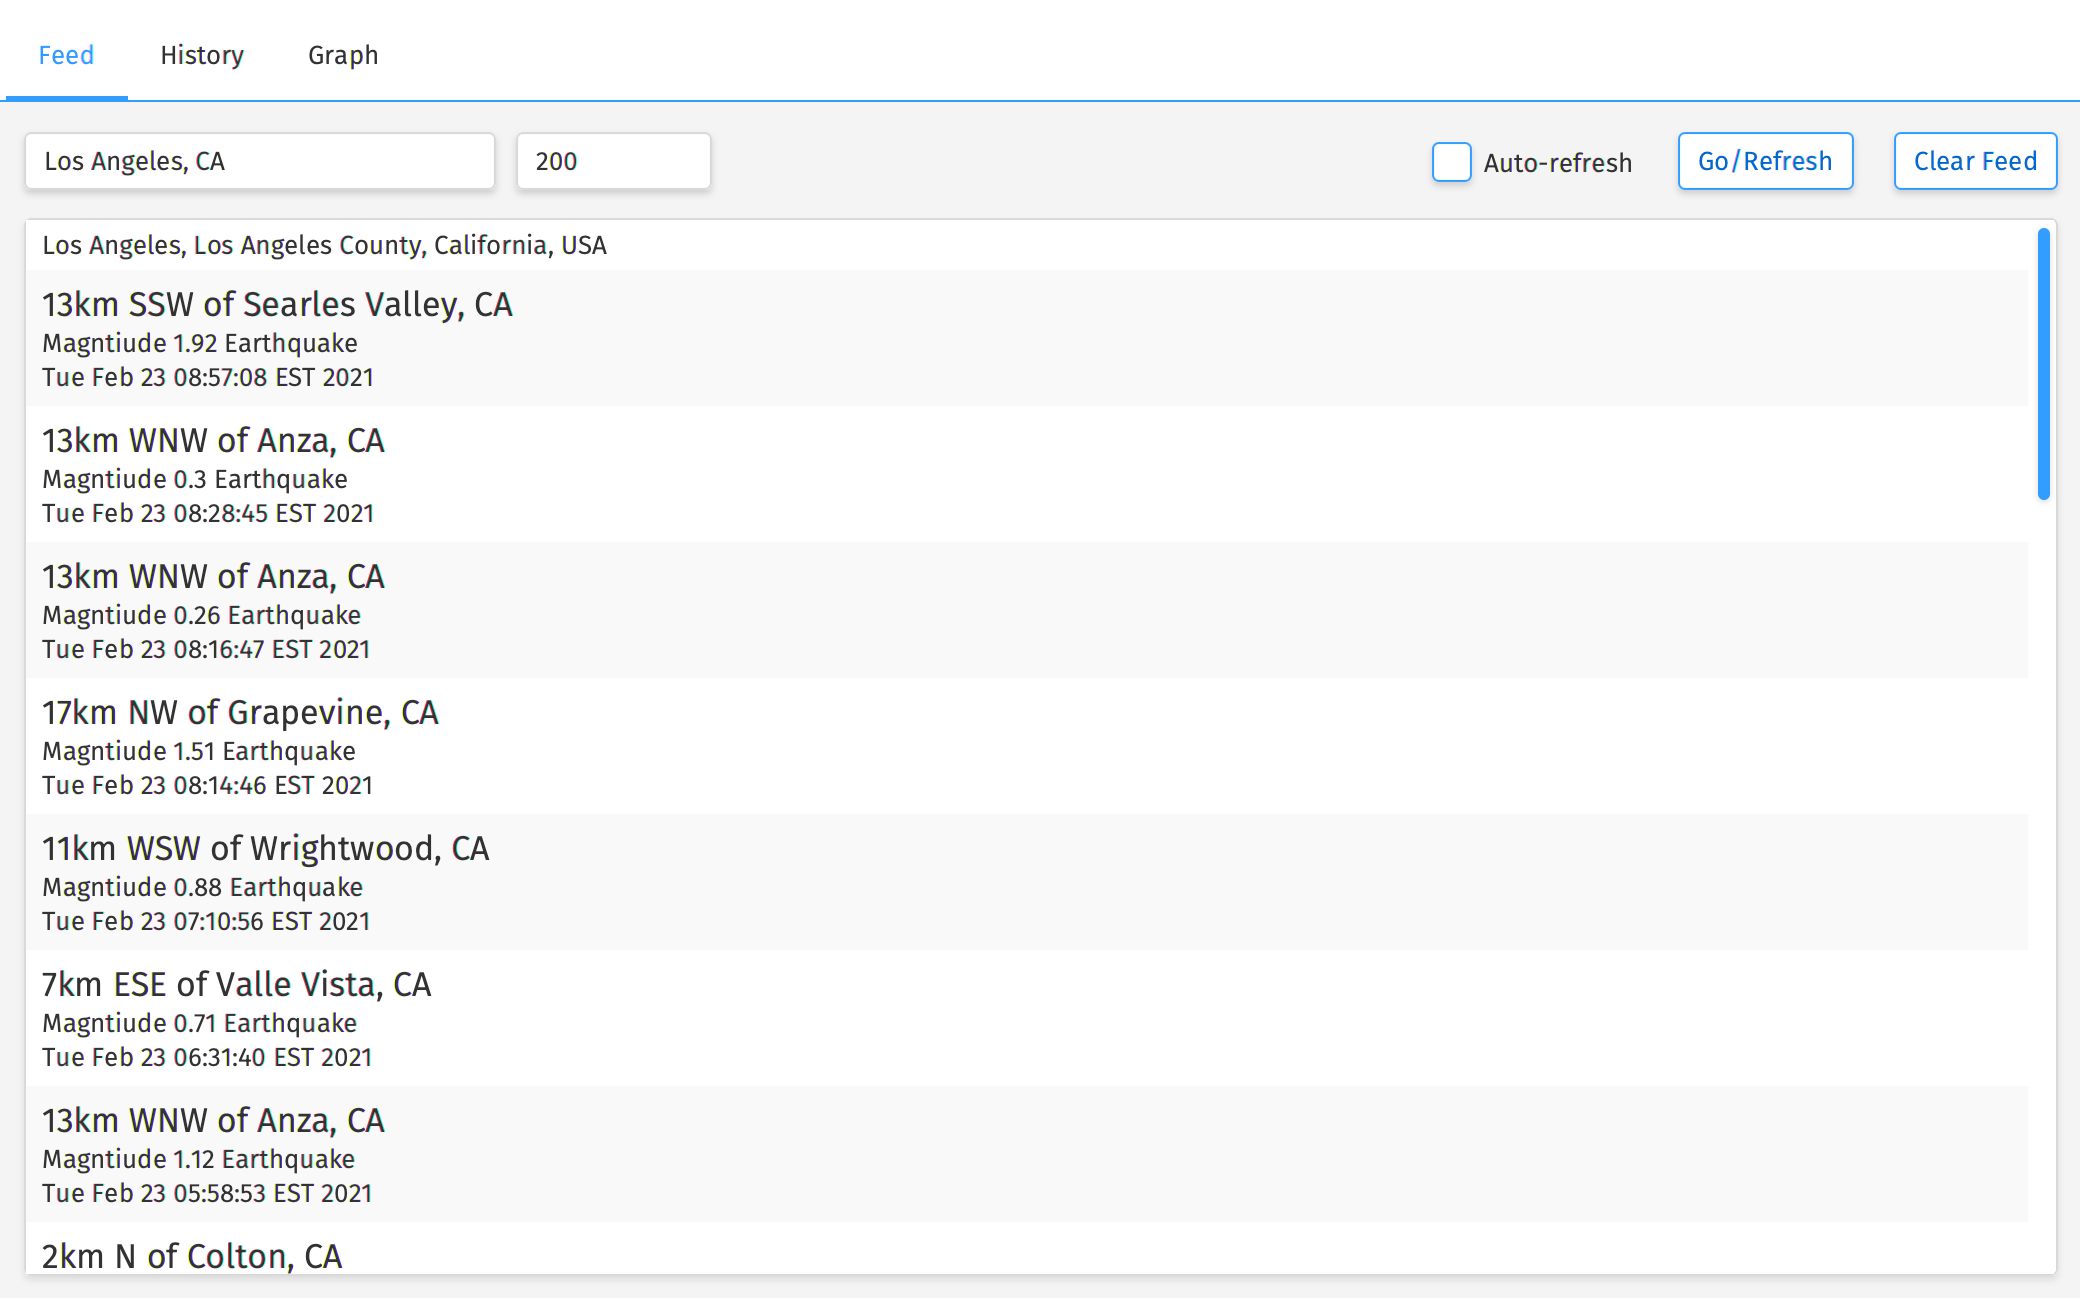 Feed History Graph
Los Angeles, CA 200 Auto-refresh Go/Refresh Clear Feed
Los Angeles, Los Angeles County, California, USA
13km SSW of Searles Valley, CA
Magntiude 1.92 Earthquake
Tue Feb 23 08:57:08 EST 2021
13km WNW of Anza, CA
Magntiude 0.3 Earthquake
Tue Feb 23 08:28:45 EST 2021
13km WNW of Anza, CA
Magntiude 0.26 Earthquake
Tue Feb 23 08:16:47 EST 2021
17km NW of Grapevine, CA
Magntiude 1.51 Earthquake
Tue Feb 23 08:14:46 EST 2021
11km WSW of Wrightwood, CA
Magntiude 0.88 Earthquake
Tue Feb 23 07:10:56 EST 2021
7km ESE of Valle Vista, CA
Magntiude 0.71 Earthquake
Tue Feb 23 06:31:40 EST 2021
13km WNW of Anza, CA
Magntiude 1.12 Earthquake
Tue Feb 23 05:58:53 EST 2021
2km N of Colton, CA